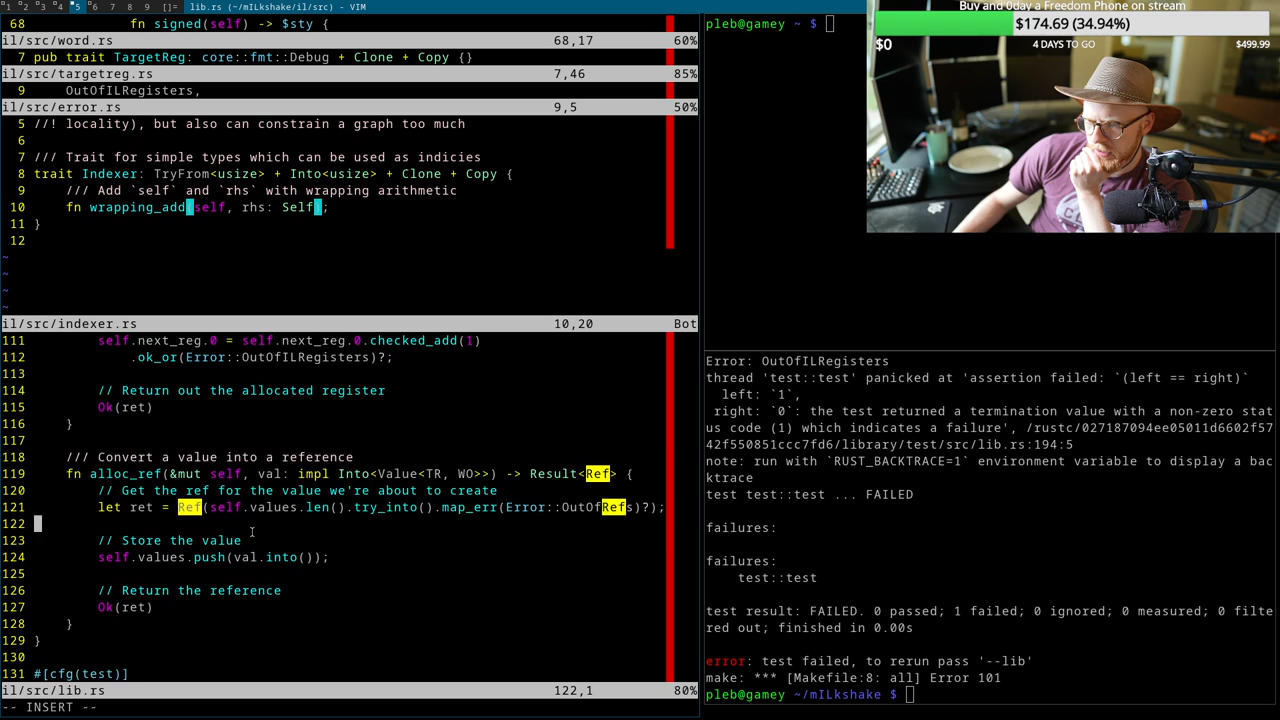 1 2 3 4 5 6 7 8 9 []= lib.rs (~/mILkshake/il/src) - VIM
68 fn signed(self) -> $sty {
il/src/word.rs 68,17 60%
7 pub trait TargetReg: core::fmt::Debug + Clone + Copy {}
il/src/targetreg.rs 7,46 85%
9 OutOfILRegisters,
il/src/error.rs 9,5 50%
5 //! locality), but also can constrain a graph too much
6
7 /// Trait for simple types which can be used as indicies
8 trait Indexer: TryFrom<usize> + Into<usize> + Clone + Copy {
9 /// Add `self` and `rhs` with wrapping arithmetic
10 fn wrapping_add(self, rhs: Self);
11 }
12
~
~
~
~
il/src/indexer.rs 10,20 Bot
111 self.next_reg.0 = self.next_reg.0.checked_add(1)
112 .ok_or(Error::OutOfILRegisters)?;
113
114 // Return out the allocated register
115 Ok(ret)
116 }
117
118 /// Convert a value into a reference
119 fn alloc_ref(&mut self, val: impl Into<Value<TR, WO>>) -> Result<Ref> {
120 // Get the ref for the value we're about to create
121 let ret = Ref(self.values.len().try_into().map_err(Error::OutOfRefs)?);
122
123 // Store the value
124 self.values.push(val.into());
125
126 // Return the reference
127 Ok(ret)
128 }
129 }
130
131 #[cfg(test)]
il/src/lib.rs 122,1 80%
-- INSERT --
pleb@gamey ~ $
Buy and 0day a Freedom Phone on stream
$174.69 (34.94%)
$0 4 DAYS TO GO $499.99
Error: OutOfILRegisters
thread 'test::test' panicked at 'assertion failed: `(left == right)`
left: `1`,
right: `0`: the test returned a termination value with a non-zero stat
us code (1) which indicates a failure', /rustc/027187094ee05011d6602f57
42f550851ccc7fd6/library/test/src/lib.rs:194:5
note: run with `RUST_BACKTRACE=1` environment variable to display a bac
ktrace
test test::test ... FAILED
failures:
failures:
test::test
test result: FAILED. 0 passed; 1 failed; 0 ignored; 0 measured; 0 filte
red out; finished in 0.00s
error: test failed, to rerun pass '--lib'
make: *** [Makefile:8: all] Error 101
pleb@gamey ~/mILkshake $